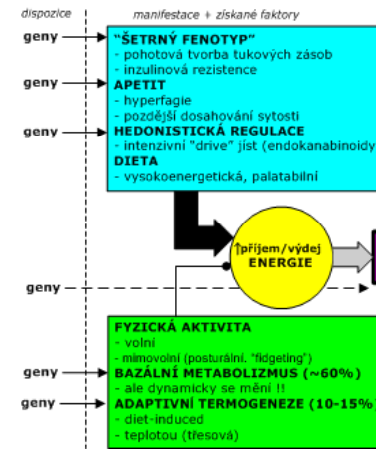 dispozice
manifestace + získané faktory
geny
"ŠETRNÝ FENOTYP"
- pohotová tvorba tukových zásob
- inzulinová rezistence
geny
APETIT
- hyperfagie
- pozdější dosahování sytosti
geny
HEDONISTICKÁ REGULACE
- intenzivní "drive" jíst (endokanabinoidy
DIETA
- vysokoenergetická, palatabilní
↑příjem/výdej
ENERGIE
geny
FYZICKÁ AKTIVITA
- volní
- mimovolní (posturální, "fidgeting")
geny
BAZÁLNÍ METABOLIZMUS (~60%)
- ale dynamicky se mění !!
geny
ADAPTIVNÍ TERMOGENEZE (10-15%)
- diet-induced
- teplotou (třesová)